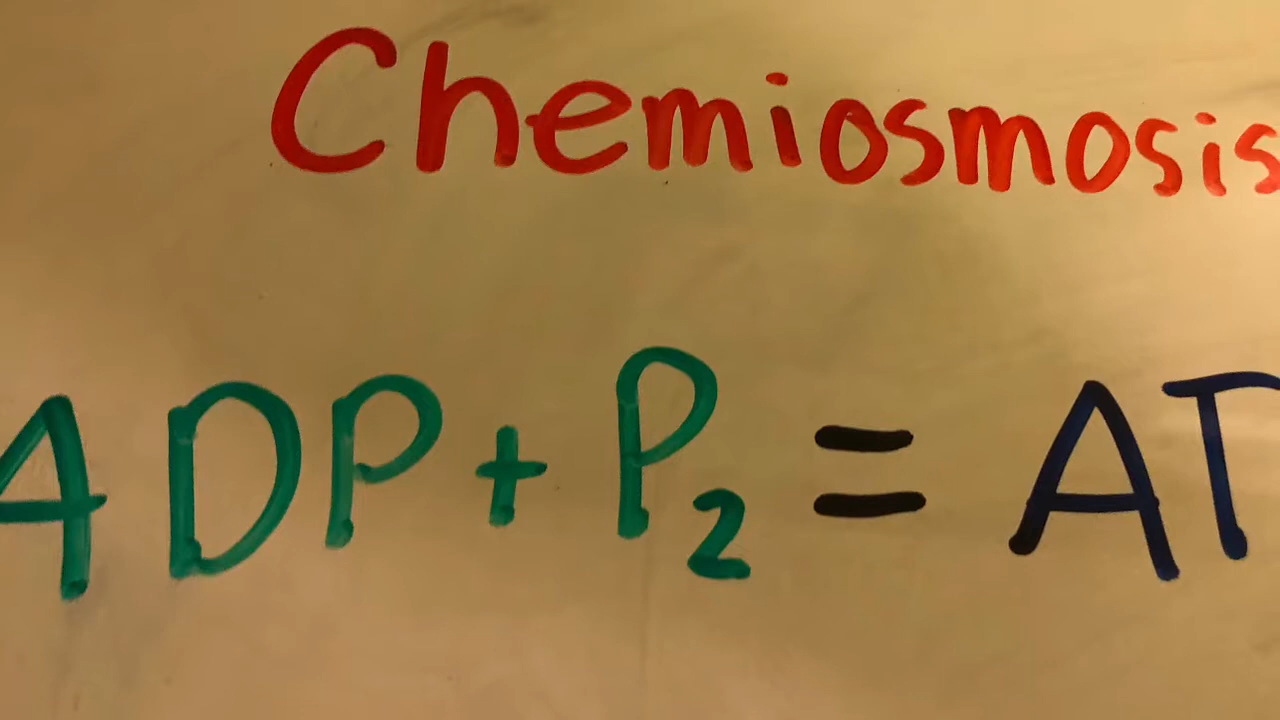 Chemiosmosis
ADP + P₂ = AT